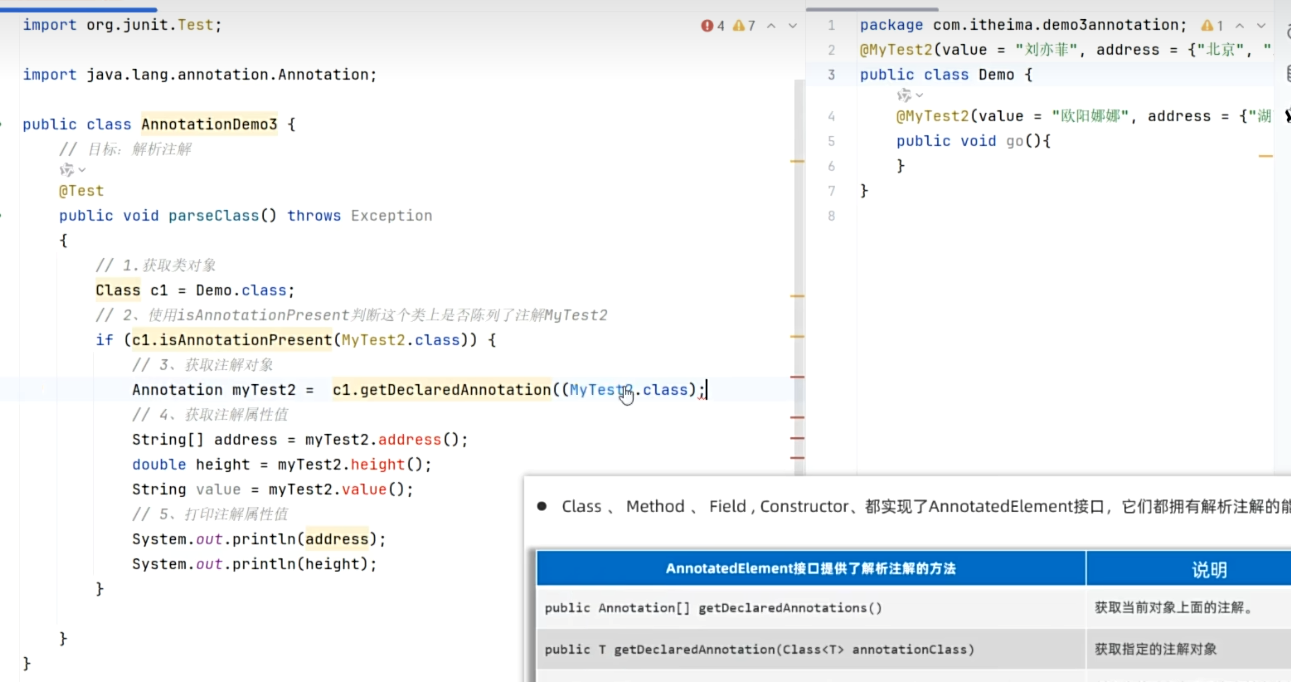 import org.junit.Test;
4 7
import java.lang.annotation.Annotation;
public class AnnotationDemo3 {
// 目标：解析注解
@Test
public void parseClass() throws Exception
{
// 1.获取类对象
Class c1 = Demo.class;
// 2、使用isAnnotationPresent判断这个类上是否陈列了注解MyTest2
if (c1.isAnnotationPresent(MyTest2.class)) {
// 3、获取注解对象
Annotation myTest2 = c1.getDeclaredAnnotation((MyTest2.class);
// 4、获取注解属性值
String[] address = myTest2.address();
double height = myTest2.height();
String value = myTest2.value();
// 5、打印注解属性值
System.out.println(address);
System.out.println(height);
}
}
}
1 package com.itheima.demo3annotation; 1
2 @MyTest2(value = "刘亦菲", address = {"北京", "
3 public class Demo {
4 @MyTest2(value = "欧阳娜娜", address = {"湖
5 public void go(){
6 }
7 }
8
● Class 、 Method 、 Field , Constructor、都实现了AnnotatedElement接口，它们都拥有解析注解的能
AnnotatedElement接口提供了解析注解的方法 说明
public Annotation[] getDeclaredAnnotations() 获取当前对象上面的注解。
public T getDeclaredAnnotation(Class<T> annotationClass) 获取指定的注解对象